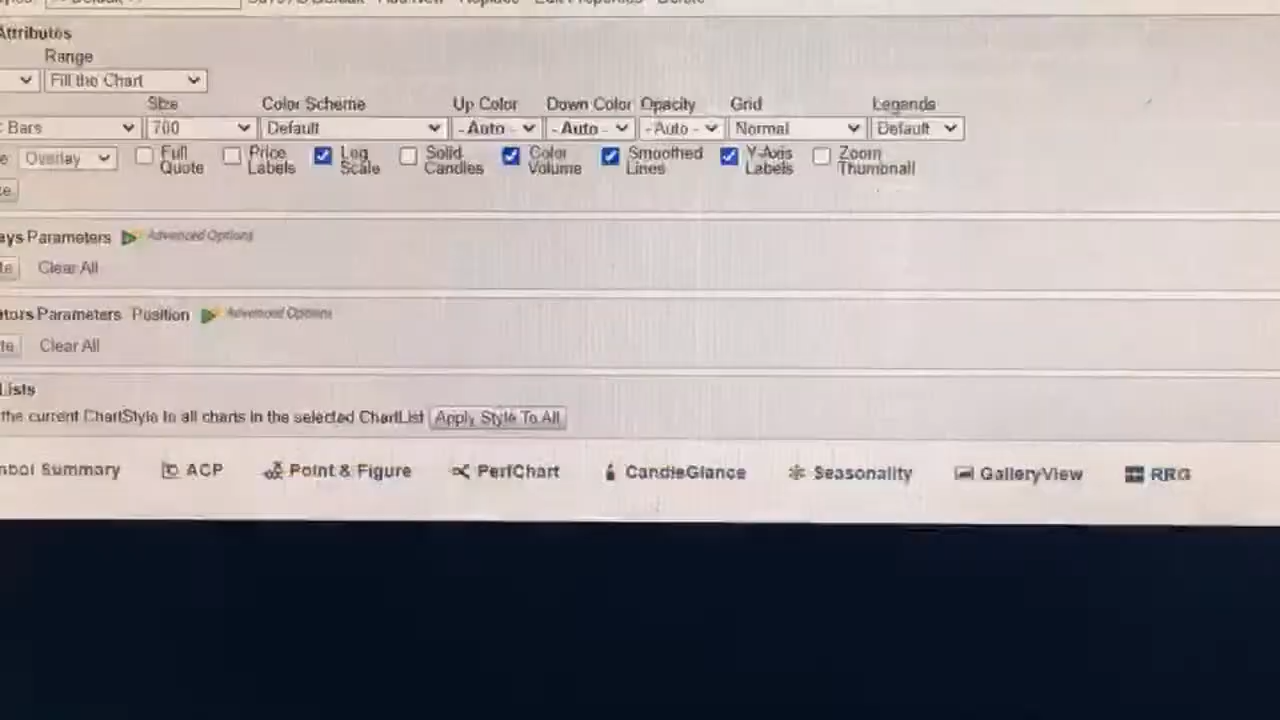 Attributes
Range
Fill the Chart
Size Color Scheme Up Color Down Color Opacity Grid Legends
Bars 700 Default - Auto - - Auto - - Auto - Normal Default
Overlay Full Quote Price Labels Log Scale Solid Candles Color Volume Smoothed Lines Y-Axis Labels Zoom Thumbnail
Parameters Advanced Options
Clear All
Parameters Position Advanced Options
Clear All
Lists
the current ChartStyle to all charts in the selected ChartList Apply Style To All
Summary ACP Point & Figure PerfChart CandleGlance Seasonality GalleryView RRG